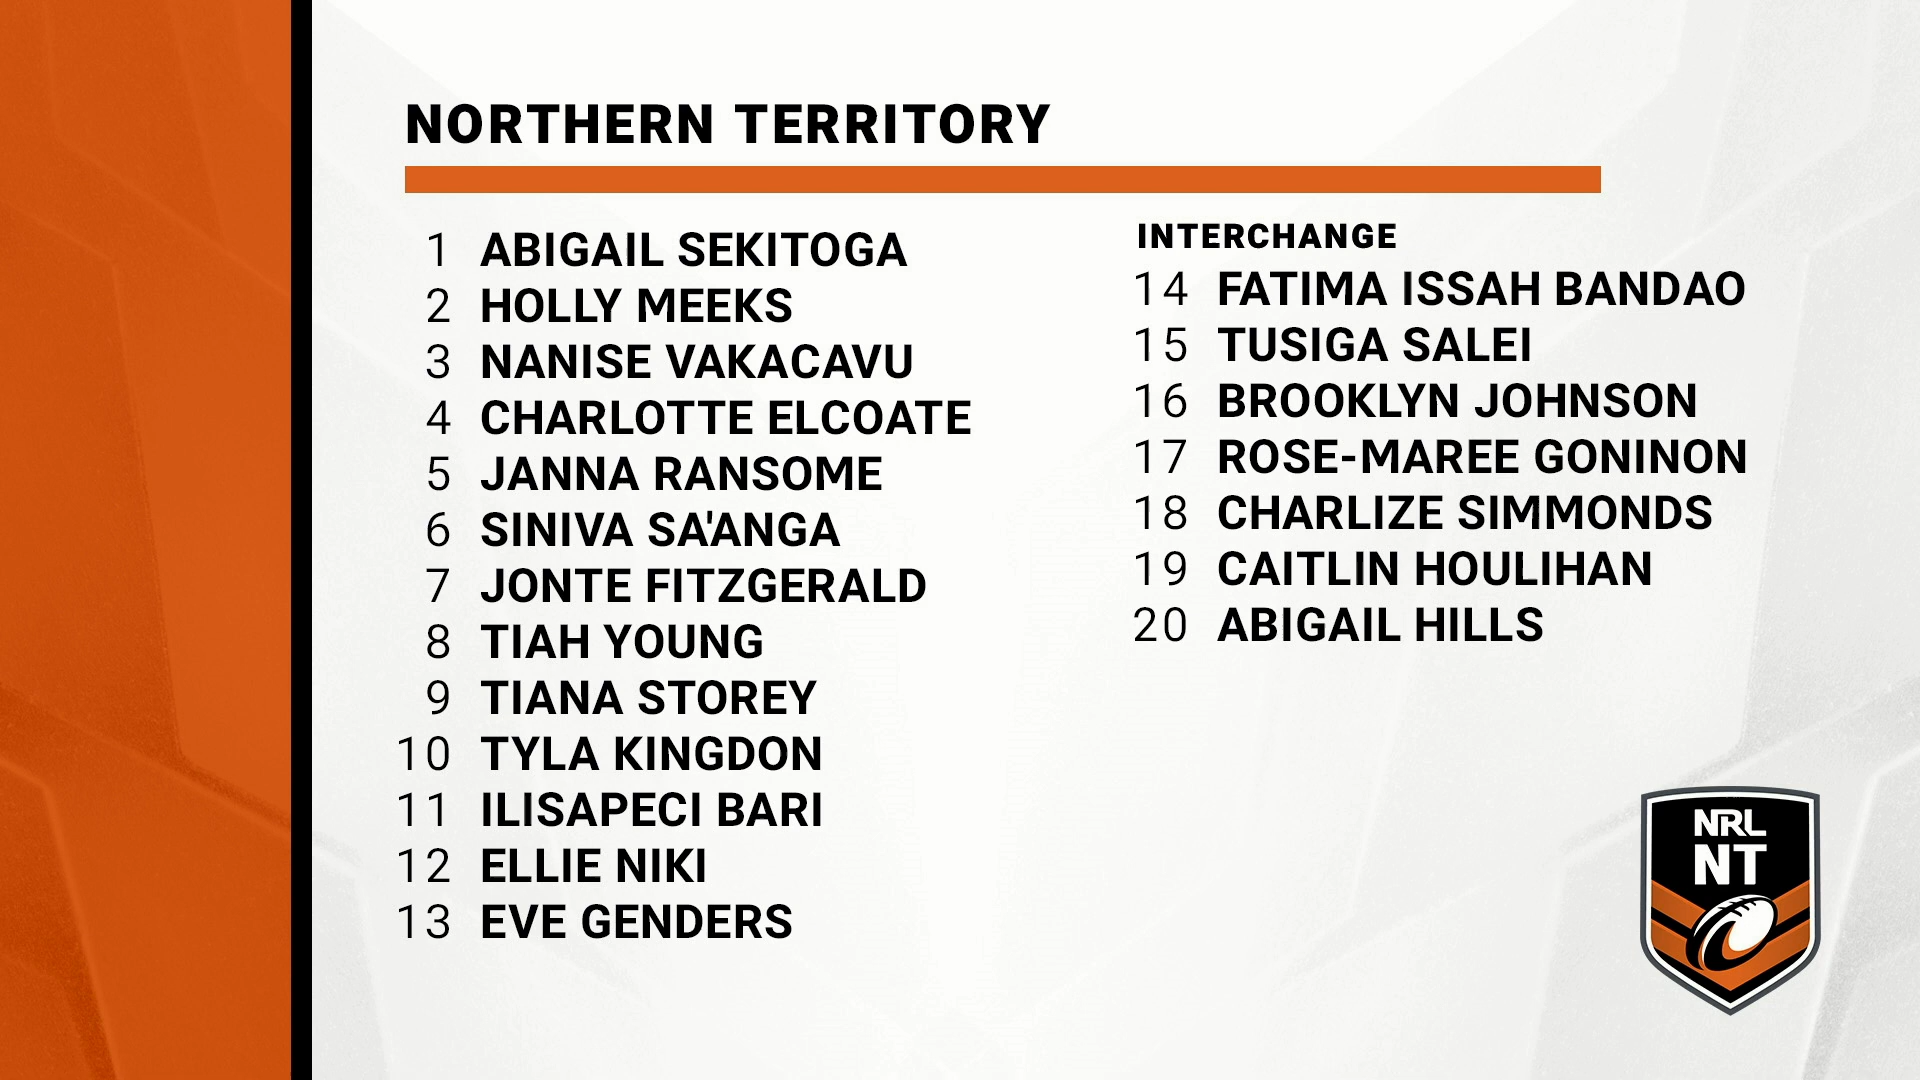 NORTHERN TERRITORY
1 ABIGAIL SEKITOGA
2 HOLLY MEEKS
3 NANISE VAKACAVU
4 CHARLOTTE ELCOATE
5 JANNA RANSOME
6 SINIVA SA'ANGA
7 JONTE FITZGERALD
8 TIAH YOUNG
9 TIANA STOREY
10 TYLA KINGDON
11 ILISAPECI BARI
12 ELLIE NIKI
13 EVE GENDERS
INTERCHANGE
14 FATIMA ISSAH BANDAO
15 TUSIGA SALEI
16 BROOKLYN JOHNSON
17 ROSE-MAREE GONINON
18 CHARLIZE SIMMONDS
19 CAITLIN HOULIHAN
20 ABIGAIL HILLS
NRL
NT